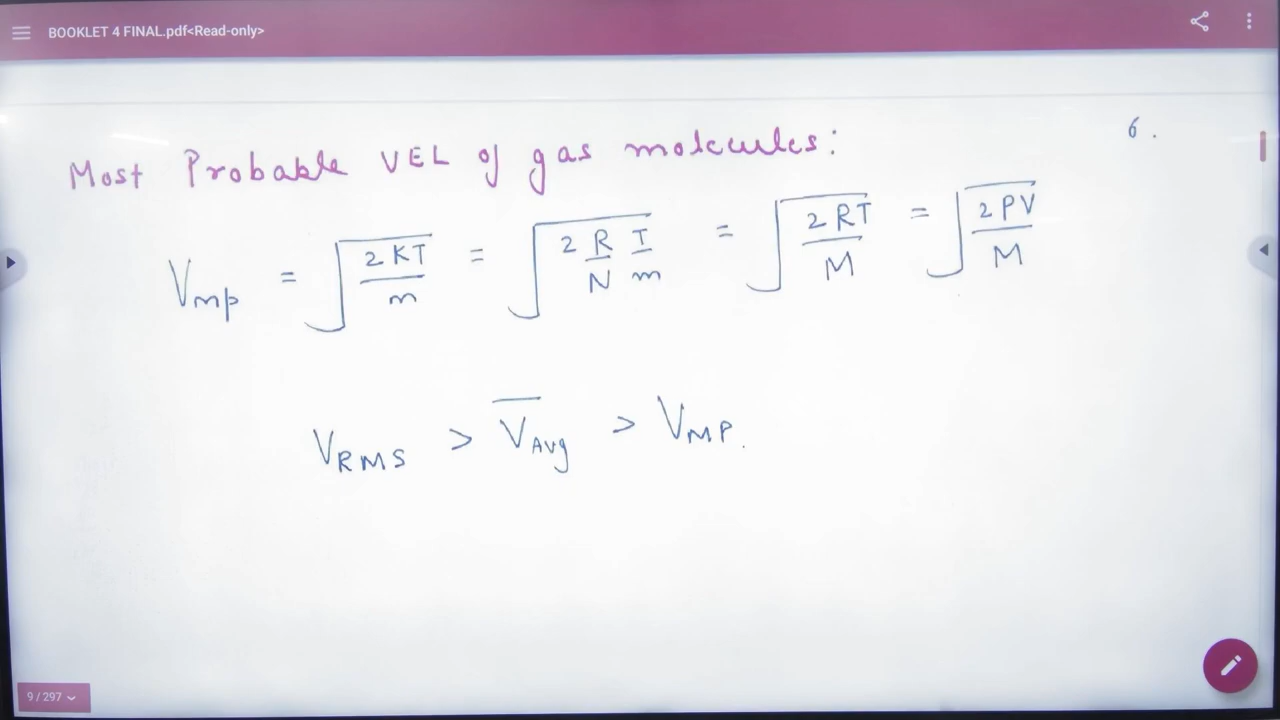 BOOKLET 4 FINAL.pdf<Read-only>
6.
Most Probable VEL of gas molecules:
Vmp = √(2KT/m) = √(2 R/N T/m) = √(2RT/M) = √(2PV/M)
VRMS > V̅Avg > VMP.
9 / 297